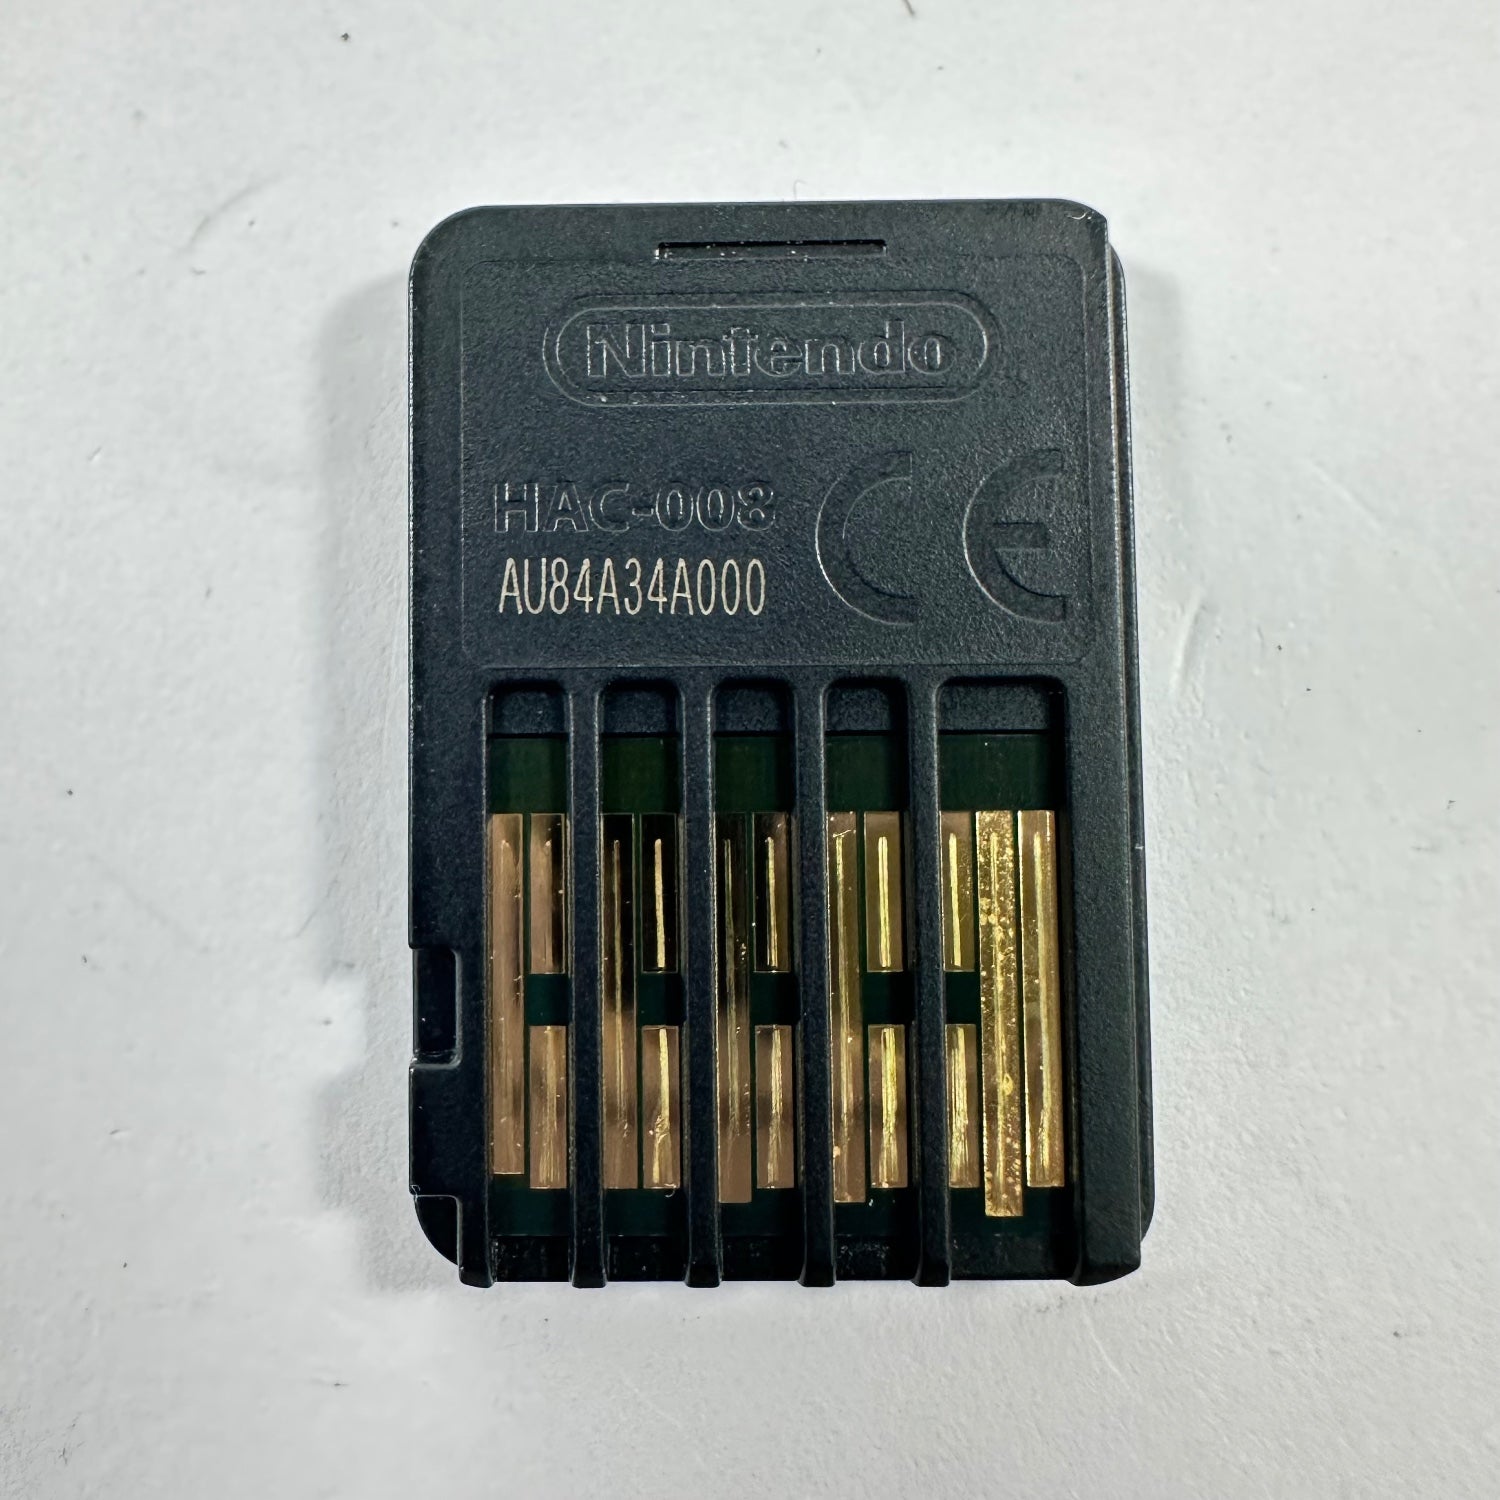 Nintendo
HAC-008
CE
AU84A34A000